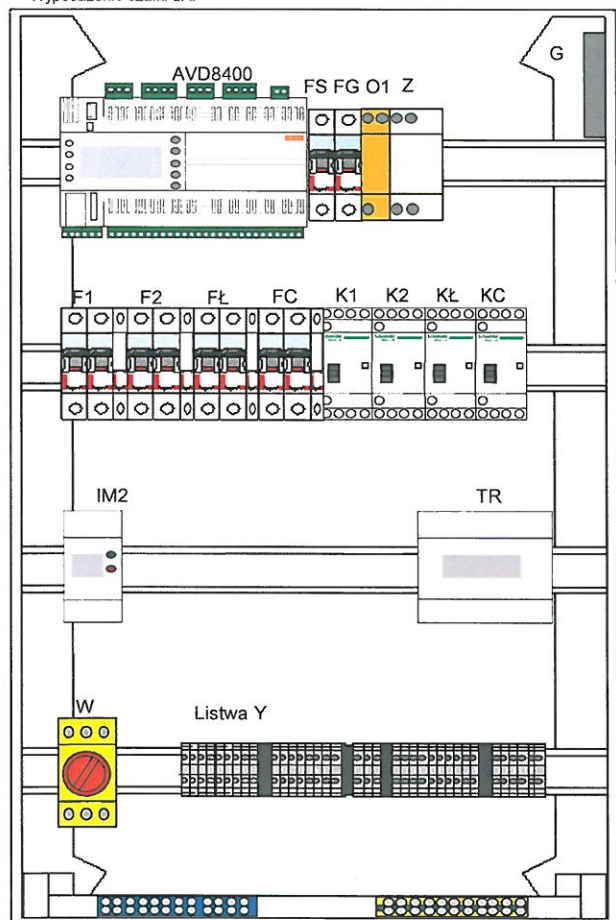 AVD8400
FS FG O1 Z
G
F1 F2 FŁ FC K1 K2 KŁ KC
IM2 TR
W
Listwa Y